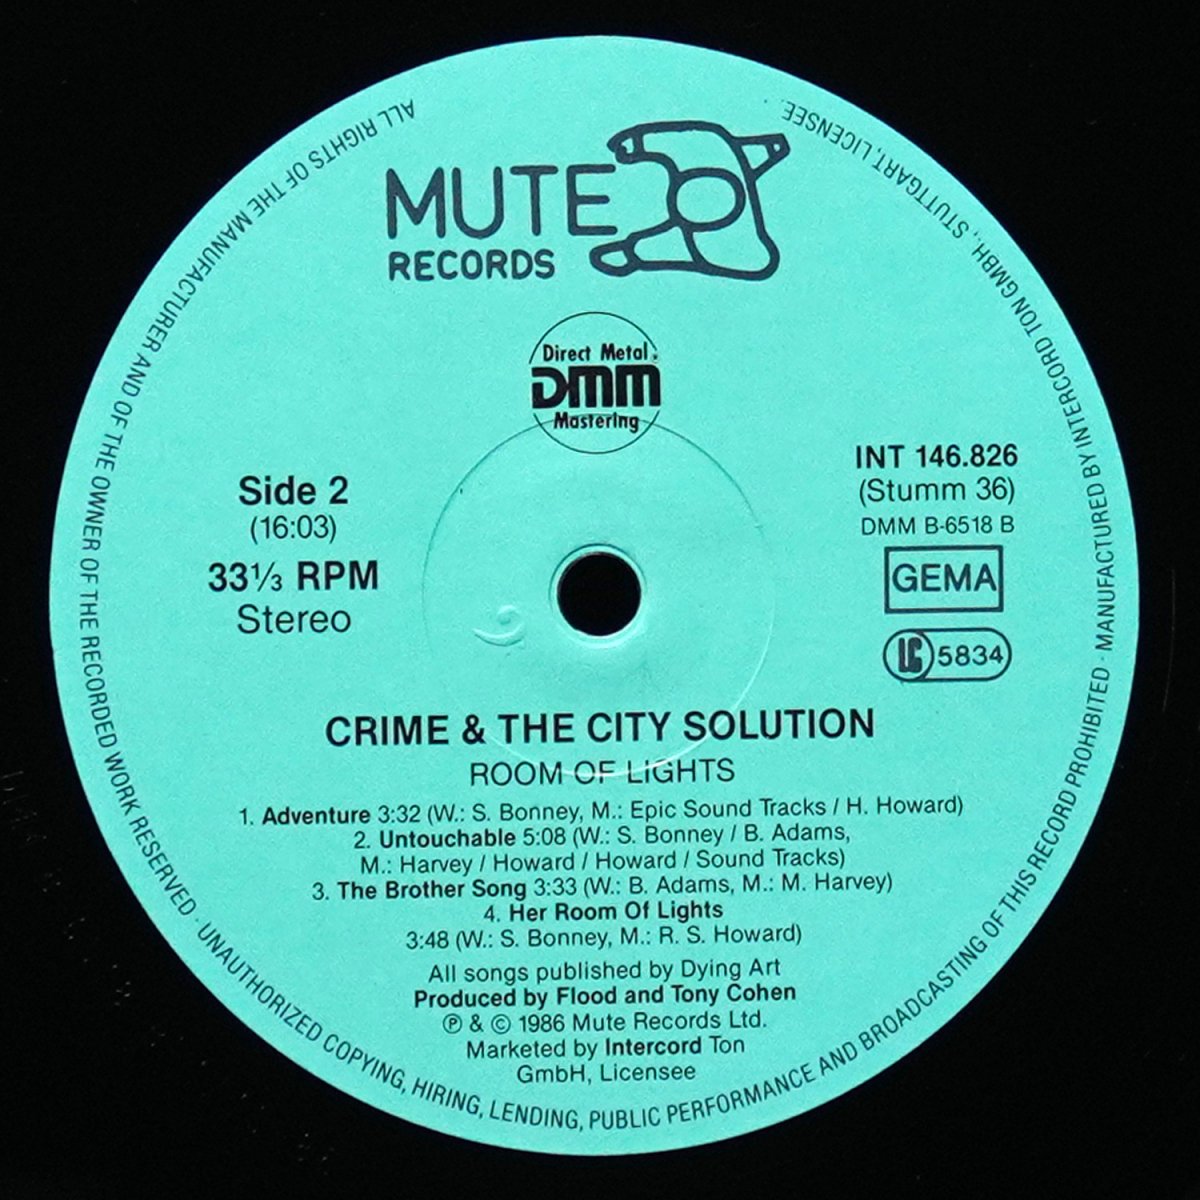 MUTE
RECORDS
Direct Metal
DMM
Mastering
Side 2
(16:03)
33⅓ RPM
Stereo
INT 146.826
(Stumm 36)
DMM B-6518 B
GEMA
LC 5834
CRIME & THE CITY SOLUTION
ROOM OF LIGHTS
1. Adventure 3:32 (W.: S. Bonney, M.: Epic Sound Tracks / H. Howard)
2. Untouchable 5:08 (W.: S. Bonney / B. Adams,
M.: Harvey / Howard / Howard / Sound Tracks)
3. The Brother Song 3:33 (W.: B. Adams, M.: M. Harvey)
4. Her Room Of Lights
3:48 (W.: S. Bonney, M.: R. S. Howard)
All songs published by Dying Art
Produced by Flood and Tony Cohen
℗ & © 1986 Mute Records Ltd.
Marketed by Intercord Ton
GmbH, Licensee
ALL RIGHTS OF THE MANUFACTURER AND OF THE OWNER OF THE RECORDED WORK RESERVED · UNAUTHORIZED COPYING, HIRING, LENDING, PUBLIC PERFORMANCE AND BROADCASTING OF THIS RECORD PROHIBITED · MANUFACTURED BY INTERCORD TON GMBH., STUTTGART, LICENSEE.